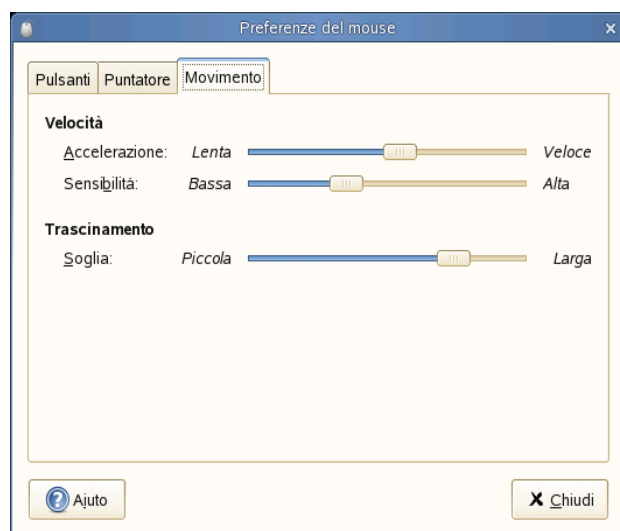 Preferenze del mouse
Pulsanti Puntatore Movimento
Velocità
Accelerazione: Lenta Veloce
Sensibilità: Bassa Alta
Trascinamento
Soglia: Piccola Larga
Aiuto Chiudi